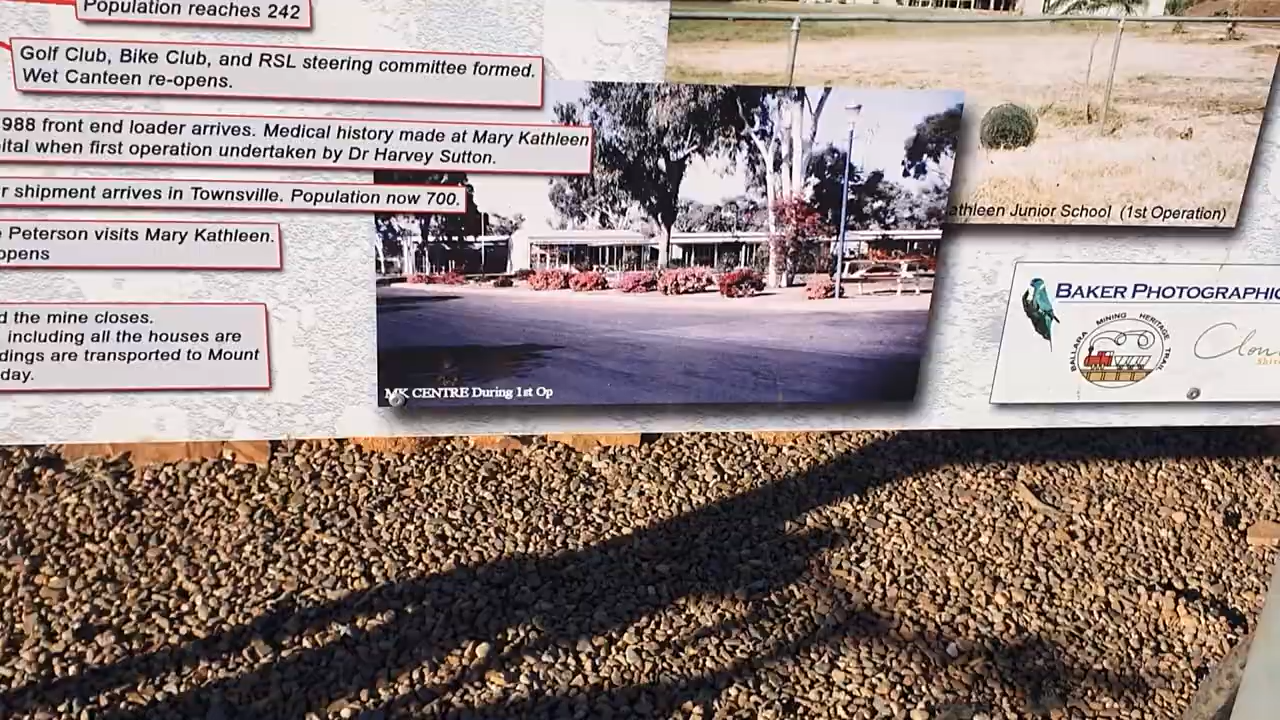 Population reaches 242
Golf Club, Bike Club, and RSL steering committee formed.
Wet Canteen re-opens.
988 front end loader arrives. Medical history made at Mary Kathleen
ital when first operation undertaken by Dr Harvey Sutton.
r shipment arrives in Townsville. Population now 700.
Peterson visits Mary Kathleen.
opens
d the mine closes.
including all the houses are
dings are transported to Mount
day.
MK CENTRE During 1st Op
athleen Junior School (1st Operation)
BAKER PHOTOGRAPHIC
BALLARA MINING HERITAGE TRAIL
Clon
Shire